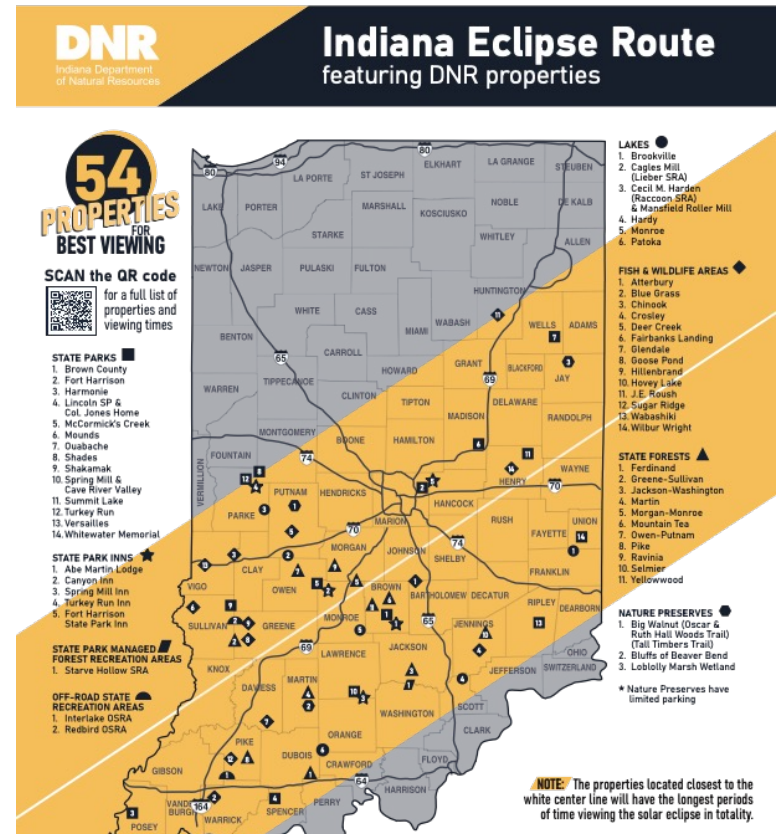 DNR
Indiana Department
of Natural Resources
Indiana Eclipse Route
featuring DNR properties
54
PROPERTIES
FOR
BEST VIEWING
SCAN the QR code
for a full list of
properties and
viewing times
STATE PARKS
1. Brown County
2. Fort Harrison
3. Harmonie
4. Lincoln SP &
Col. Jones Home
5. McCormick's Creek
6. Mounds
7. Ouabache
8. Shades
9. Shakamak
10. Spring Mill &
Cave River Valley
11. Summit Lake
12. Turkey Run
13. Versailles
14. Whitewater Memorial
STATE PARK INNS
1. Abe Martin Lodge
2. Canyon Inn
3. Spring Mill Inn
4. Turkey Run Inn
5. Fort Harrison
State Park Inn
STATE PARK MANAGED
FOREST RECREATION AREAS
1. Starve Hollow SRA
OFF-ROAD STATE
RECREATION AREAS
1. Interlake OSRA
2. Redbird OSRA
LAKES
1. Brookville
2. Cagles Mill
(Lieber SRA)
3. Cecil M. Harden
(Raccoon SRA)
& Mansfield Roller Mill
4. Hardy
5. Monroe
6. Patoka
FISH & WILDLIFE AREAS
1. Atterbury
2. Blue Grass
3. Chinook
4. Crosley
5. Deer Creek
6. Fairbanks Landing
7. Glendale
8. Goose Pond
9. Hillenbrand
10. Hovey Lake
11. J.E. Roush
12. Sugar Ridge
13. Wabashiki
14. Wilbur Wright
STATE FORESTS
1. Ferdinand
2. Greene-Sullivan
3. Jackson-Washington
4. Martin
5. Morgan-Monroe
6. Mountain Tea
7. Owen-Putnam
8. Pike
9. Ravinia
10. Selmier
11. Yellowwood
NATURE PRESERVES
1. Big Walnut (Oscar &
Ruth Hall Woods Trail)
(Tall Timbers Trail)
2. Bluffs of Beaver Bend
3. Loblolly Marsh Wetland
* Nature Preserves have
limited parking
80
94
80
LAKE
PORTER
LA PORTE
ST JOSEPH
ELKHART
LA GRANGE
STEUBEN
MARSHALL
KOSCIUSKO
NOBLE
DE KALB
STARKE
WHITLEY
ALLEN
NEWTON
JASPER
PULASKI
FULTON
HUNTINGTON
WHITE
CASS
MIAMI
WABASH
WELLS
ADAMS
BENTON
65
CARROLL
HOWARD
GRANT
BLACKFORD
JAY
69
WARREN
TIPPECANOE
CLINTON
TIPTON
DELAWARE
MADISON
RANDOLPH
MONTGOMERY
BOONE
HAMILTON
FOUNTAIN
74
VERMILLION
PUTNAM
HENDRICKS
HENRY
WAYNE
70
PARKE
HANCOCK
MARION
RUSH
UNION
FAYETTE
70
74
MORGAN
JOHNSON
SHELBY
CLAY
FRANKLIN
VIGO
OWEN
BROWN
BARTHOLOMEW
DECATUR
RIPLEY
DEARBORN
SULLIVAN
GREENE
MONROE
65
JENNINGS
69
LAWRENCE
JACKSON
OHIO
KNOX
JEFFERSON
SWITZERLAND
DAVIESS
MARTIN
SCOTT
WASHINGTON
ORANGE
CLARK
PIKE
DUBOIS
CRAWFORD
FLOYD
GIBSON
64
HARRISON
PERRY
VANDERBURGH
164
WARRICK
SPENCER
POSEY
NOTE: The properties located closest to the
white center line will have the longest periods
of time viewing the solar eclipse in totality.